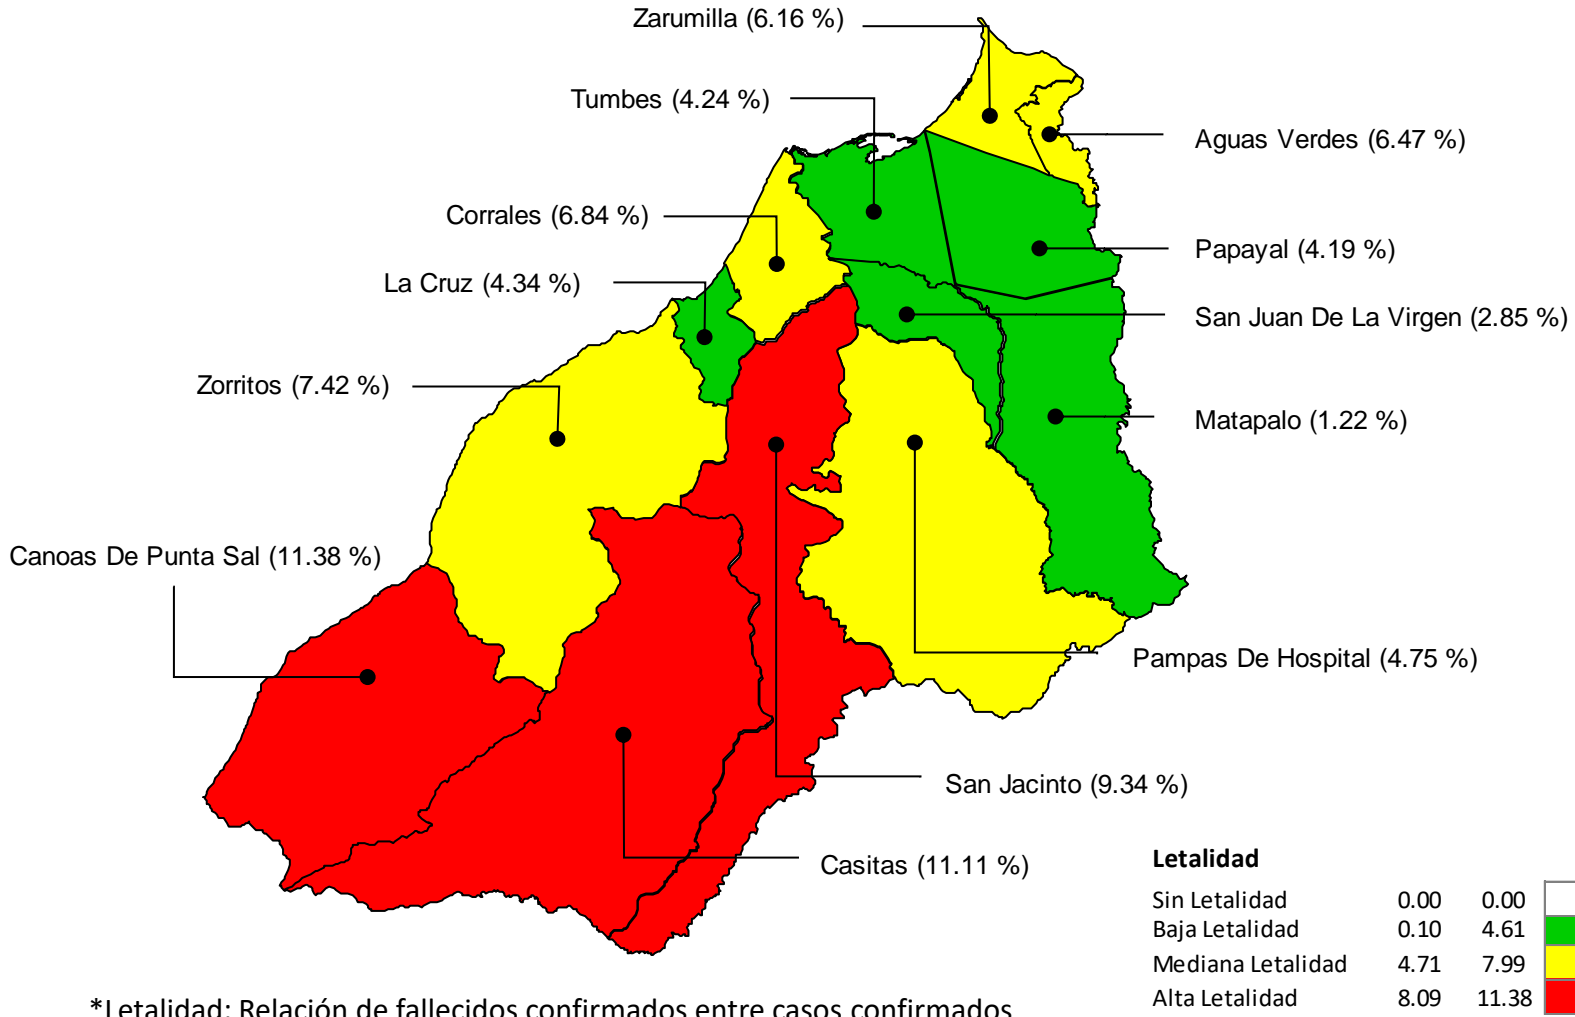 Zarumilla (6.16 %)
Tumbes (4.24 %)
Aguas Verdes (6.47 %)
Corrales (6.84 %)
Papayal (4.19 %)
La Cruz (4.34 %)
San Juan De La Virgen (2.85 %)
Zorritos (7.42 %)
Matapalo (1.22 %)
Canoas De Punta Sal (11.38 %)
Pampas De Hospital (4.75 %)
San Jacinto (9.34 %)
Casitas (11.11 %)
Letalidad
Sin Letalidad 0.00 0.00
Baja Letalidad 0.10 4.61
Mediana Letalidad 4.71 7.99
Alta Letalidad 8.09 11.38
*Letalidad: Relación de fallecidos confirmados entre casos confirmados